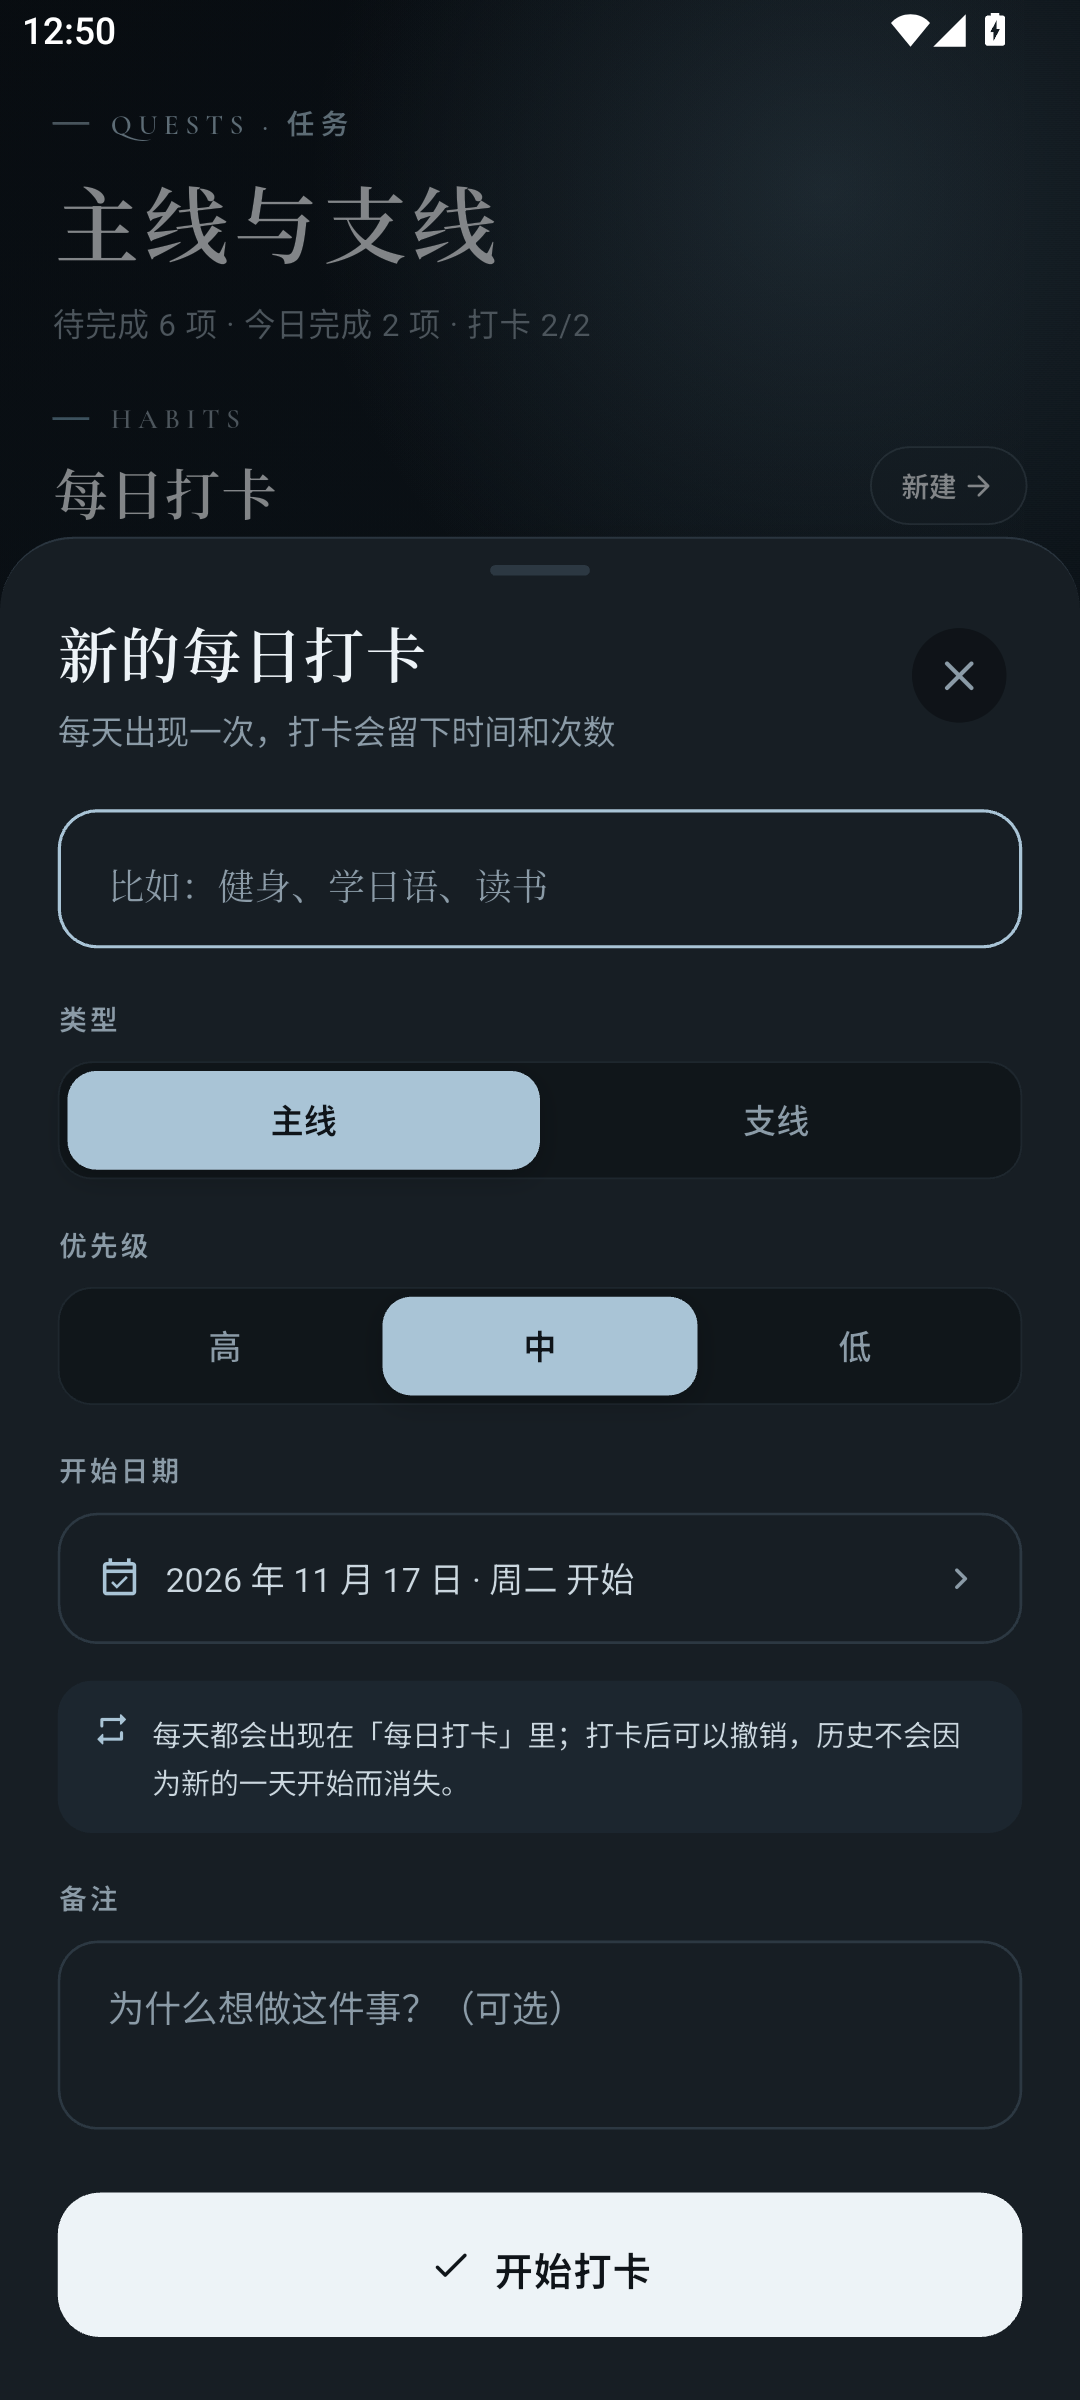 12:50
QUESTS · 任务
主线与支线
待完成 6 项 · 今日完成 2 项 · 打卡 2/2
HABITS
每日打卡
新建
新的每日打卡
每天出现一次，打卡会留下时间和次数
比如：健身、学日语、读书
类型
主线
支线
优先级
高
中
低
开始日期
2026 年 11 月 17 日 · 周二 开始
每天都会出现在「每日打卡」里；打卡后可以撤销，历史不会因
为新的一天开始而消失。
备注
为什么想做这件事？（可选）
开始打卡